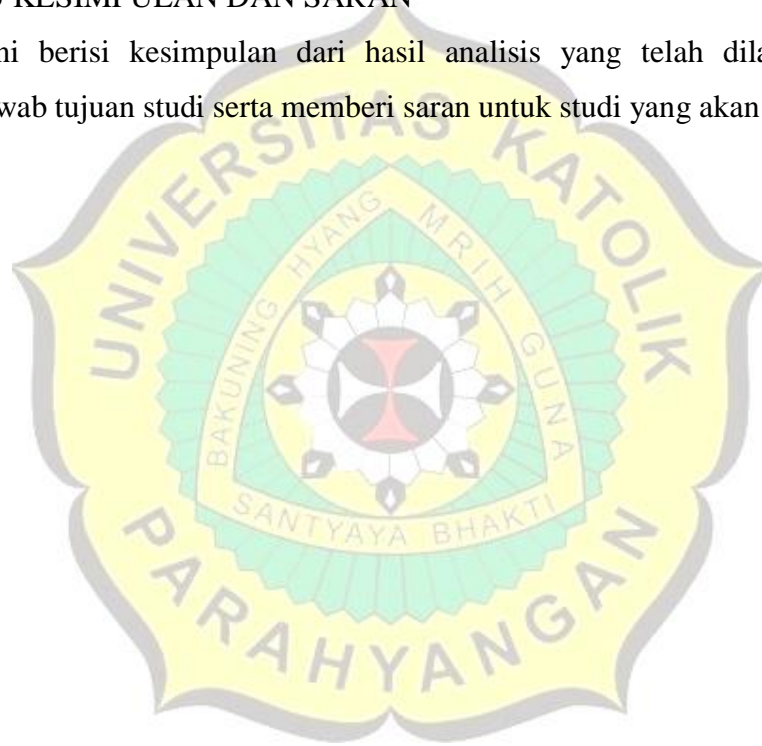 KESIMPULAN DAN SARAN
ni berisi kesimpulan dari hasil analisis yang telah dila
wab tujuan studi serta memberi saran untuk studi yang akan
UNIVERSITAS KATOLIK
BAKUNING HYANG MRIH GUNA
SANTYAYA BHAKTI
PARAHYANGAN